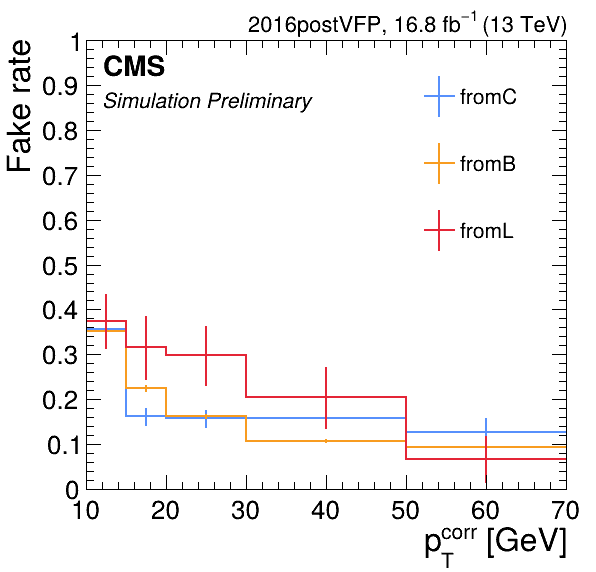 2016postVFP, 16.8 fb⁻¹ (13 TeV)
CMS
Simulation Preliminary
fromC
fromB
fromL
Fake rate
1
0.9
0.8
0.7
0.6
0.5
0.4
0.3
0.2
0.1
0
10 20 30 40 50 60 70
p_T^corr [GeV]